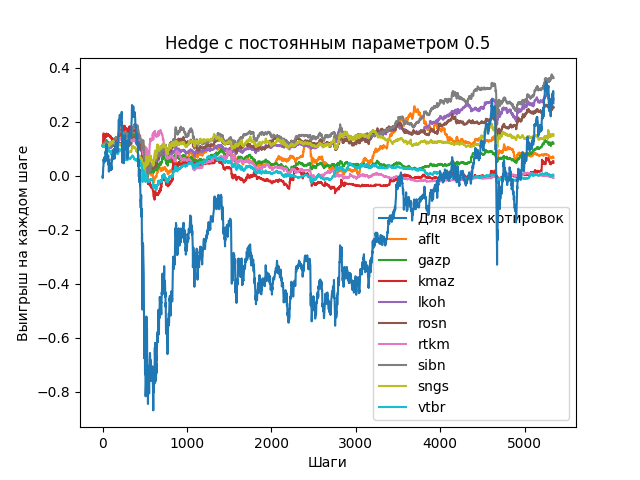 Hedge с постоянным параметром 0.5
Выигрыш на каждом шаге
0.4
0.2
0.0
−0.2
−0.4
−0.6
−0.8
Для всех котировок
aflt
gazp
kmaz
lkoh
rosn
rtkm
sibn
sngs
vtbr
0 1000 2000 3000 4000 5000
Шаги